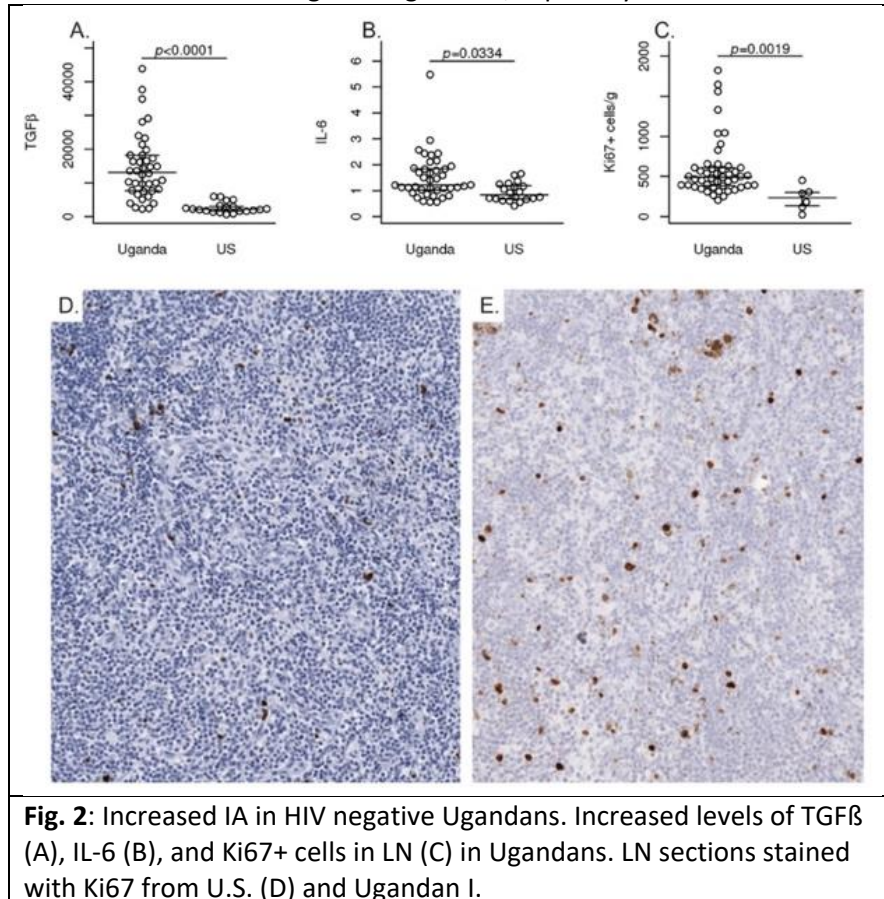 A.
p<0.0001
TGFβ
40000
20000
0
Uganda US
B.
p=0.0334
IL-6
6
5
4
3
2
1
0
Uganda US
C.
p=0.0019
Ki67+ cells/g
2000
1000
500
0
Uganda US
D.
E.
Fig. 2: Increased IA in HIV negative Ugandans. Increased levels of TGFß
(A), IL-6 (B), and Ki67+ cells in LN (C) in Ugandans. LN sections stained
with Ki67 from U.S. (D) and Ugandan I.